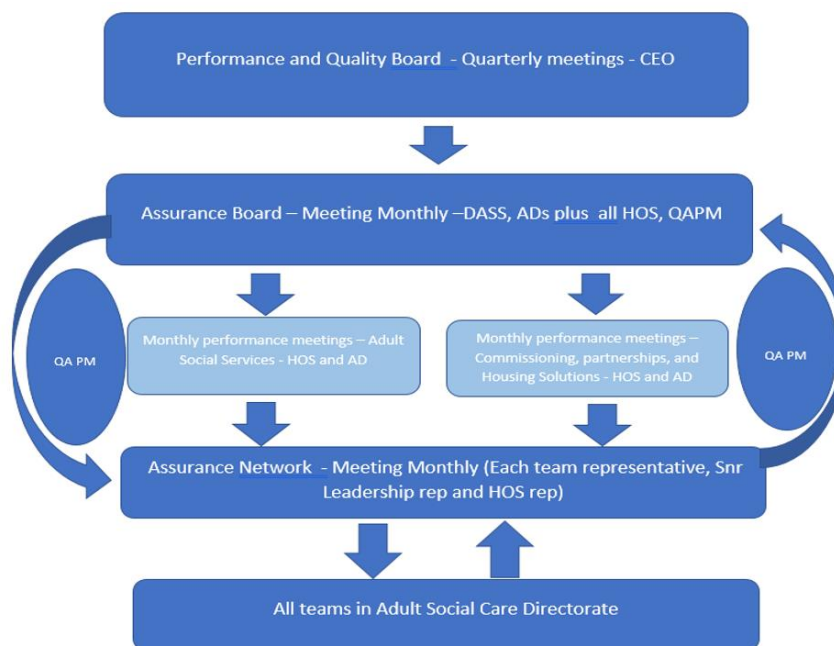 Performance and Quality Board - Quarterly meetings - CEO
Assurance Board – Meeting Monthly –DASS, ADs plus all HOS, QAPM
QA PM
Monthly performance meetings – Adult
Social Services - HOS and AD
Monthly performance meetings –
Commissioning, partnerships, and
Housing Solutions - HOS and AD
QA PM
Assurance Network - Meeting Monthly (Each team representative, Snr
Leadership rep and HOS rep)
All teams in Adult Social Care Directorate